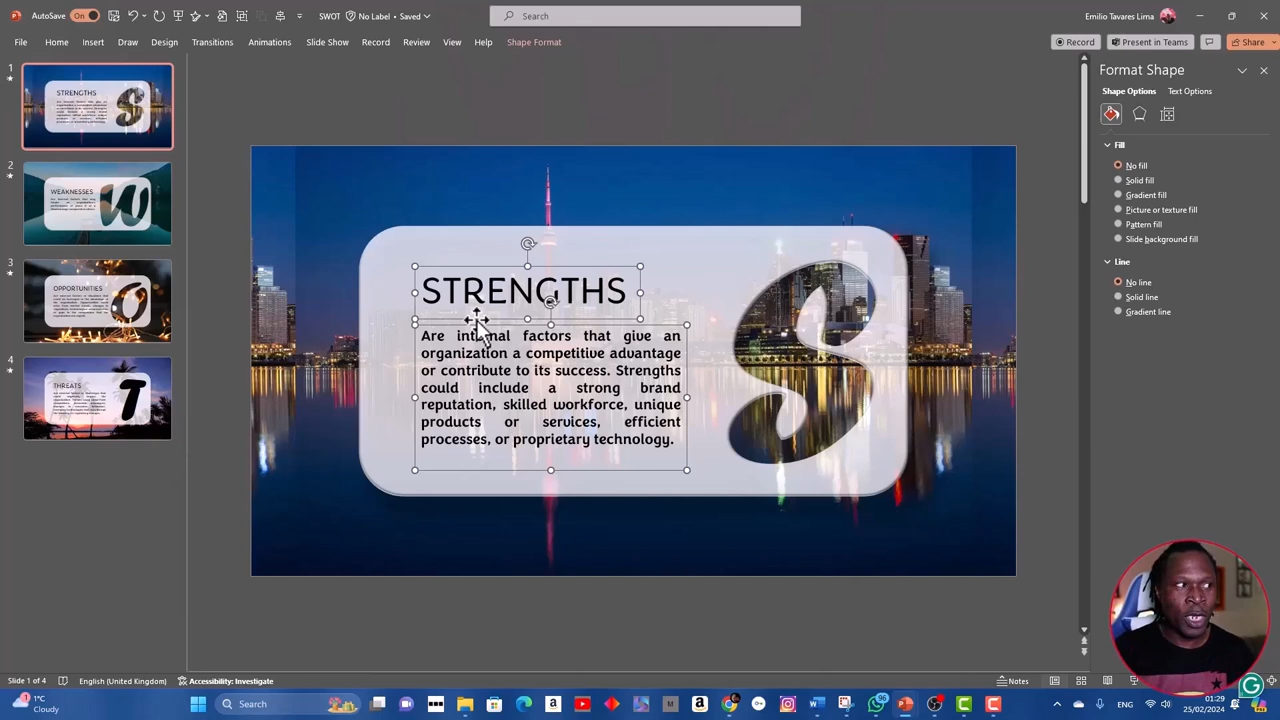 AutoSave On
SWOT No Label • Saved
Search
Emilio Tavares Lima
File Home Insert Draw Design Transitions Animations Slide Show Record Review View Help Shape Format
Record Present in Teams Share
1
STRENGTHS
S
2
WEAKNESSES
W
3
OPPORTUNITIES
O
4
THREATS
T
STRENGTHS
Are internal factors that give an
organization a competitive advantage
or contribute to its success. Strengths
could include a strong brand
reputation, skilled workforce, unique
products or services, efficient
processes, or proprietary technology.
S
Format Shape
Shape Options Text Options
Fill
No fill
Solid fill
Gradient fill
Picture or texture fill
Pattern fill
Slide background fill
Line
No line
Solid line
Gradient line
Slide 1 of 4 English (United Kingdom) Accessibility: Investigate Notes
1°C
Cloudy
Search
96
ENG
01:29
25/02/2024